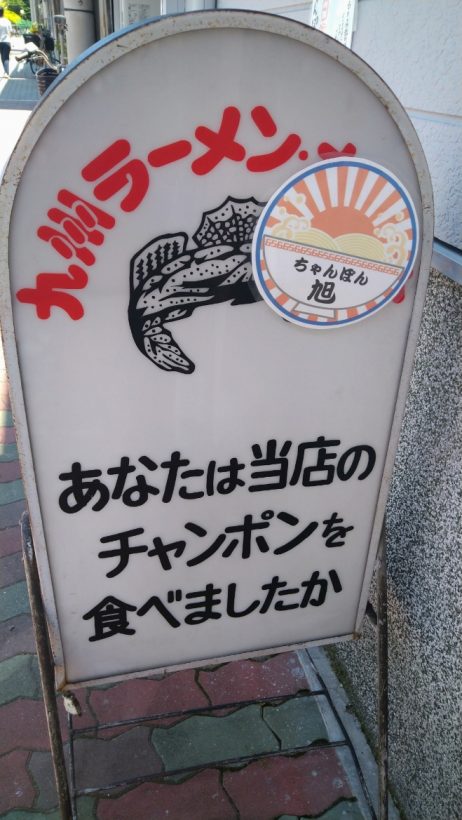 九州ラーメン・
ちゃんぽん
旭
あなたは当店の
チャンポンを
食べましたか